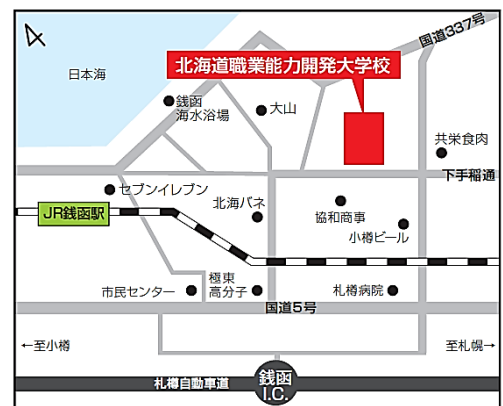 国道337号
日本海
北海道職業能力開発大学校
銭函
海水浴場
大山
共栄食肉
下手稲通
セブンイレブン
JR銭函駅
北海バネ
協和商事
小樽ビール
市民センター
極東
高分子
札樽病院
国道5号
←至小樽
至札幌→
札樽自動車道
銭函
I.C.